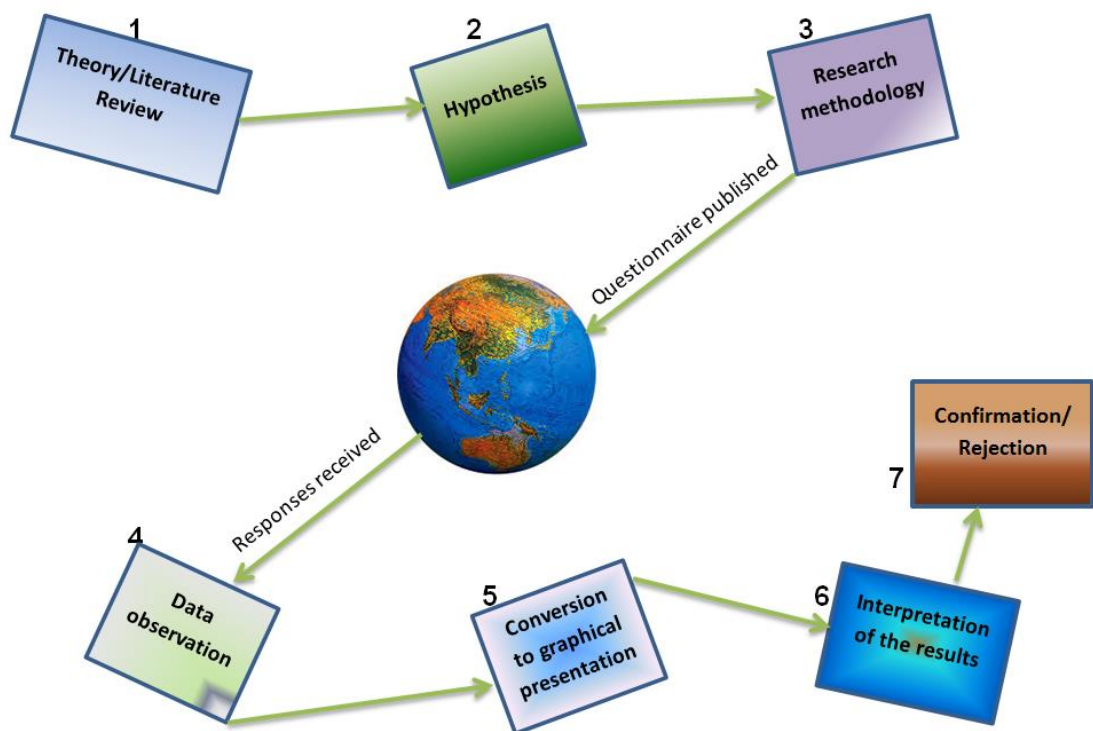 1
Theory/Literature
Review
2
Hypothesis
3
Research
methodology
Questionnaire published
Responses received
4
Data
observation
5
Conversion
to graphical
presentation
6
Interpretation
of the results
7
Confirmation/
Rejection